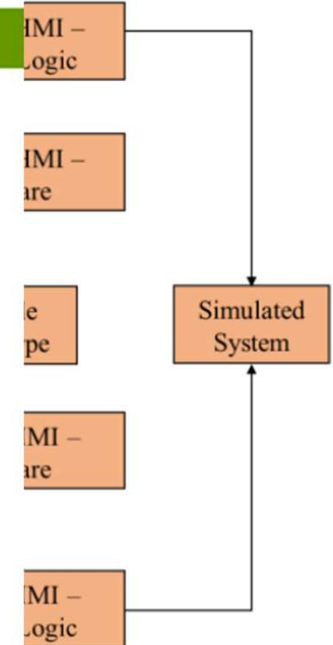 HMI –
Logic
HMI –
are
e
pe
Simulated
System
MI –
are
MI –
Logic